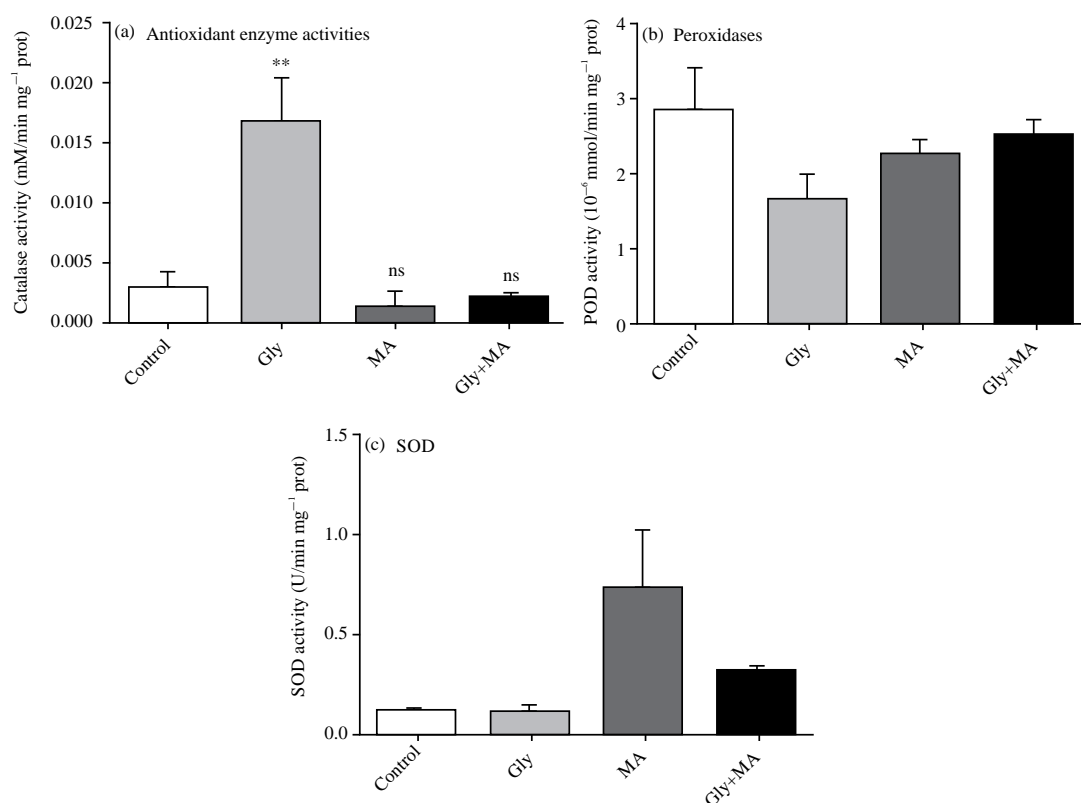 (a) Antioxidant enzyme activities
Catalase activity (mM/min mg⁻¹ prot)
0.025
0.020
0.015
0.010
0.005
0.000
**
ns
ns
Control
Gly
MA
Gly+MA
(b) Peroxidases
POD activity (10⁻⁶ mmol/min mg⁻¹ prot)
4
3
2
1
0
Control
Gly
MA
Gly+MA
(c) SOD
SOD activity (U/min mg⁻¹ prot)
1.5
1.0
0.5
0.0
Control
Gly
MA
Gly+MA